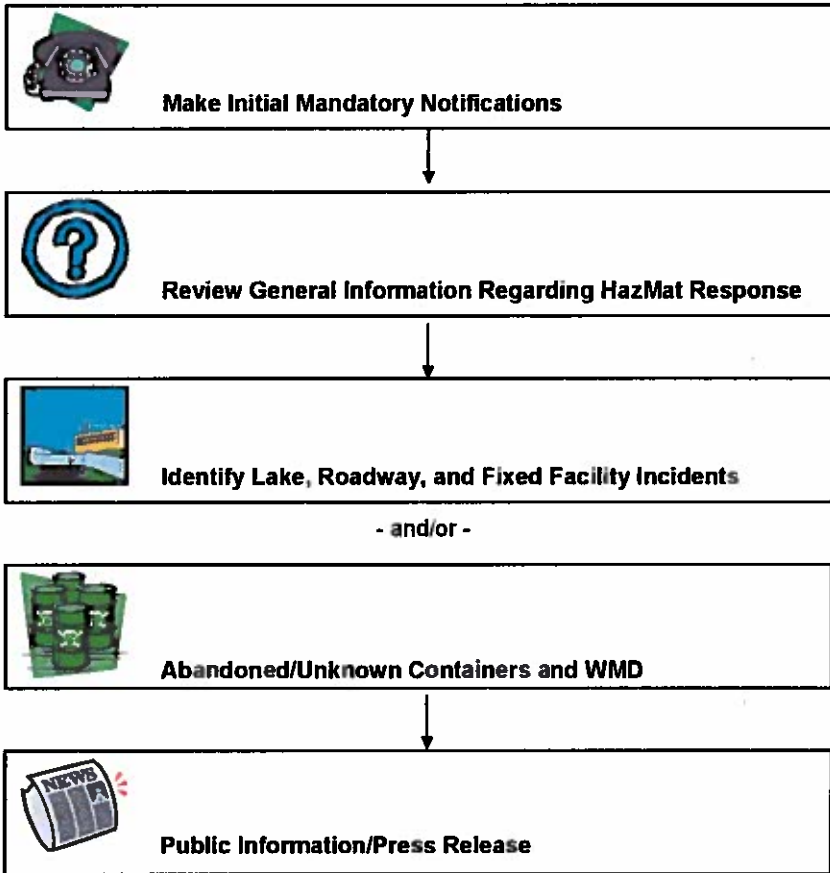 Make Initial Mandatory Notifications
Review General Information Regarding HazMat Response
Identify Lake, Roadway, and Fixed Facility Incidents
- and/or -
Abandoned/Unknown Containers and WMD
NEWS
Public Information/Press Release